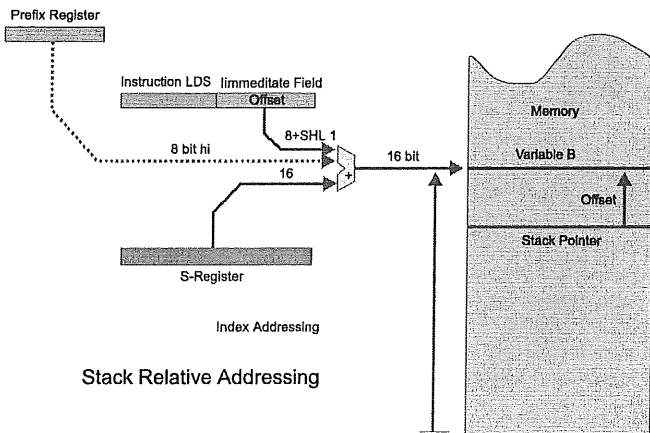 Prefix Register
Instruction LDS
Iimmeditate Field
Offset
8+SHL 1
8 bit hi
16
+
16 bit
S-Register
Index Addressing
Stack Relative Addressing
Memory
Variable B
Offset
Stack Pointer